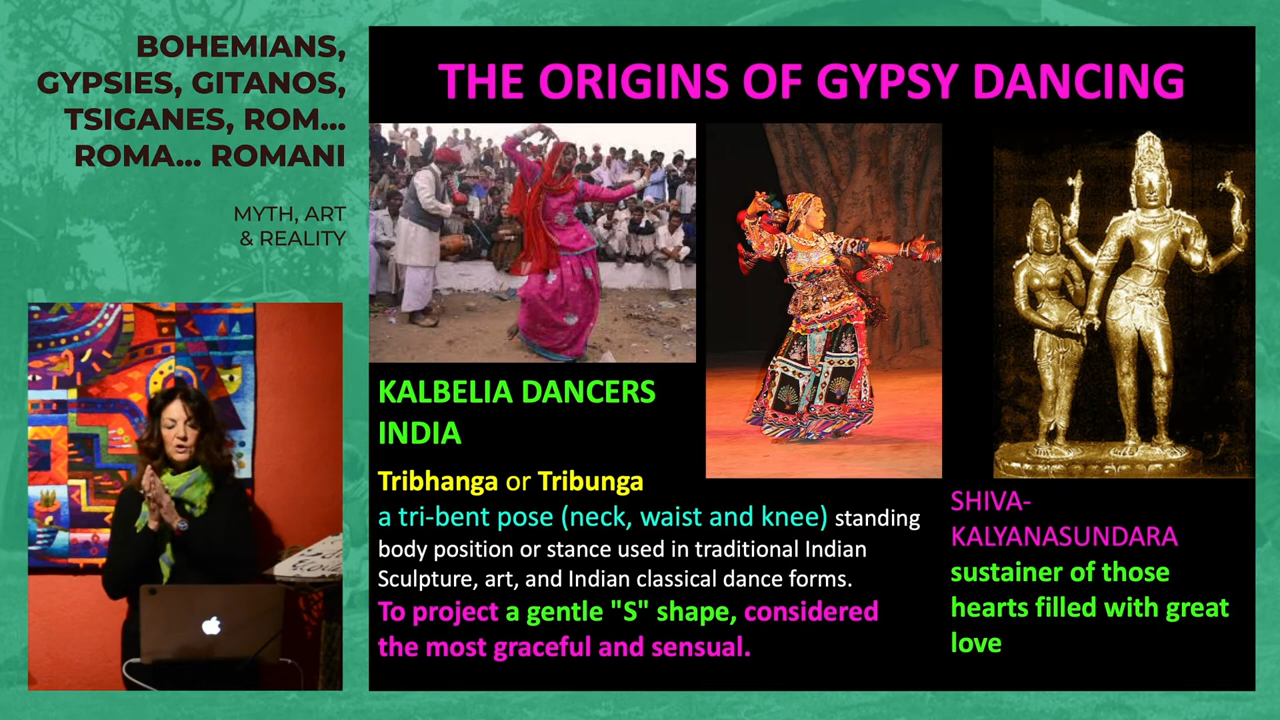 BOHEMIANS,
GYPSIES, GITANOS,
TSIGANES, ROM...
ROMA... ROMANI
MYTH, ART
& REALITY
THE ORIGINS OF GYPSY DANCING
KALBELIA DANCERS
INDIA
Tribhanga or Tribunga
a tri-bent pose (neck, waist and knee) standing
body position or stance used in traditional Indian
Sculpture, art, and Indian classical dance forms.
To project a gentle "S" shape, considered
the most graceful and sensual.
SHIVA-
KALYANASUNDARA
sustainer of those
hearts filled with great
love